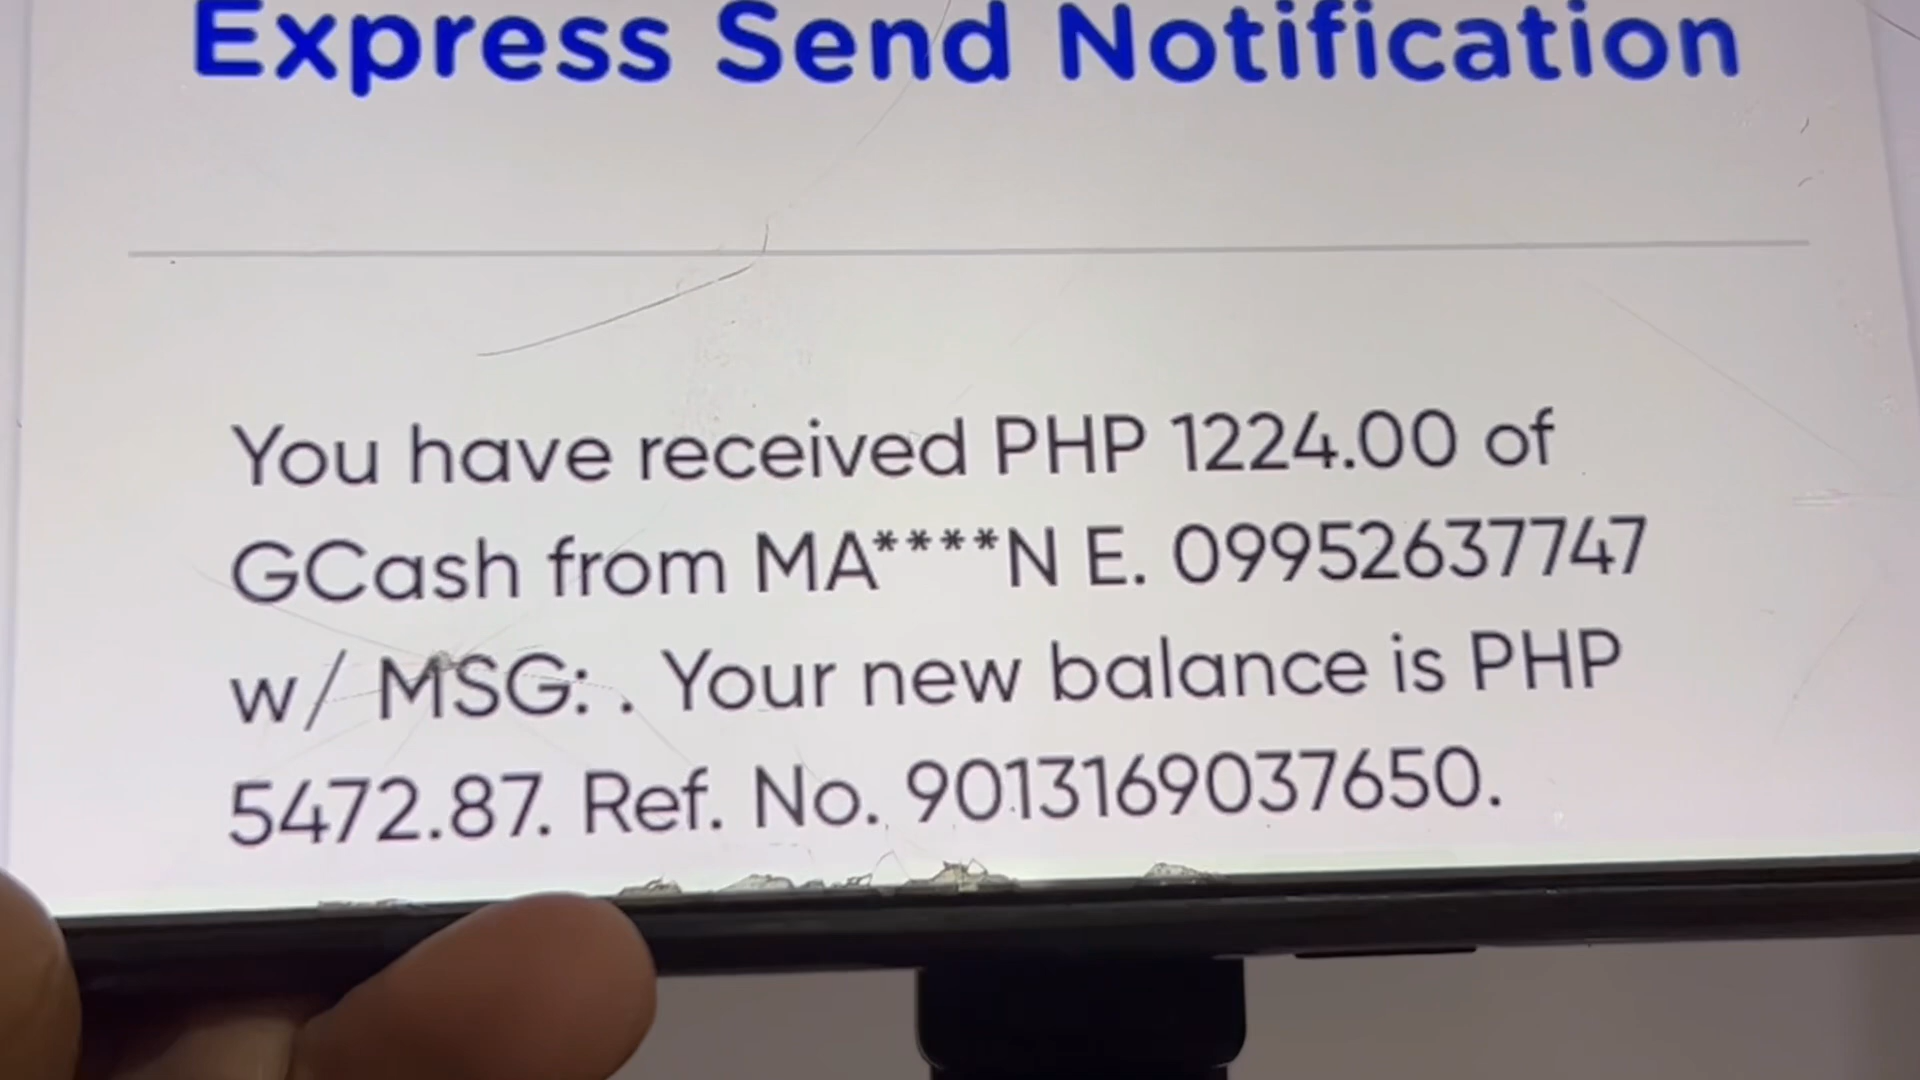 Express Send Notification
You have received PHP 1224.00 of
GCash from MA****N E. 09952637747
w/ MSG: . Your new balance is PHP
5472.87. Ref. No. 9013169037650.